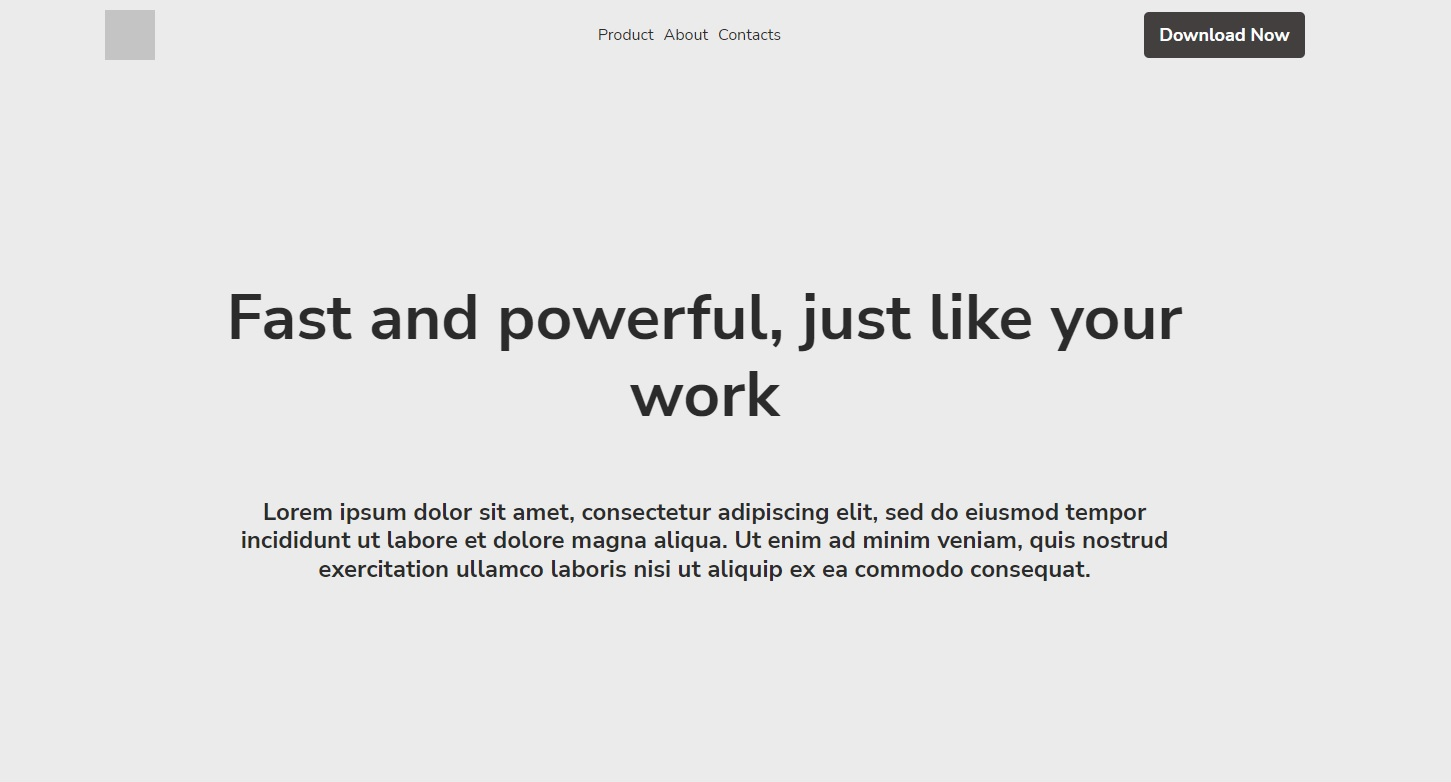 Product About Contacts
Download Now
Fast and powerful, just like your
work
Lorem ipsum dolor sit amet, consectetur adipiscing elit, sed do eiusmod tempor
incididunt ut labore et dolore magna aliqua. Ut enim ad minim veniam, quis nostrud
exercitation ullamco laboris nisi ut aliquip ex ea commodo consequat.